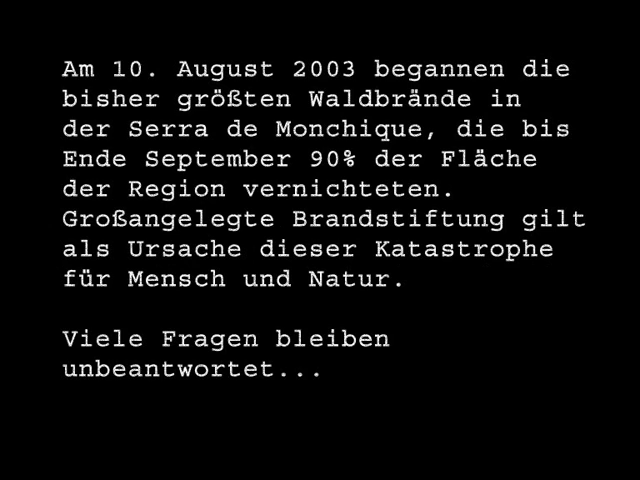 Am 10. August 2003 begannen die
bisher größten Waldbrände in
der Serra de Monchique, die bis
Ende September 90% der Fläche
der Region vernichteten.
Großangelegte Brandstiftung gilt
als Ursache dieser Katastrophe
für Mensch und Natur.
Viele Fragen bleiben
unbeantwortet...